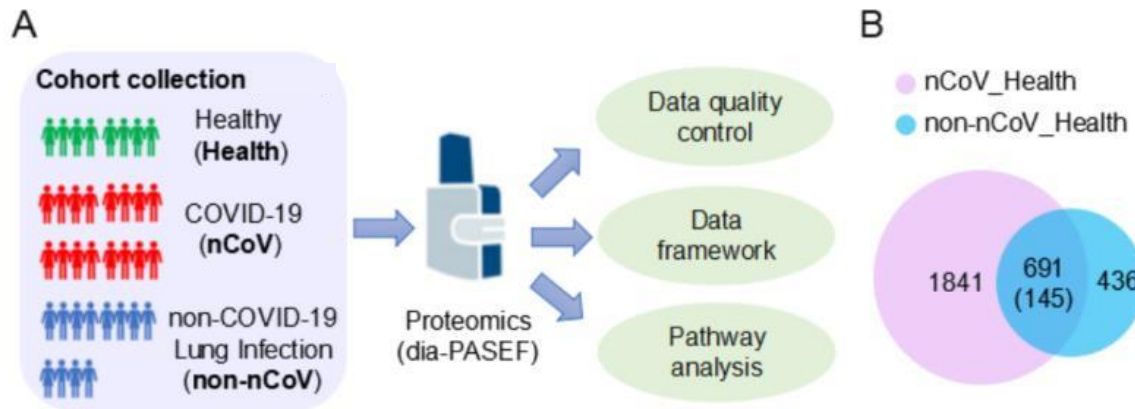 A
Cohort collection
Healthy
(Health)
COVID-19
(nCoV)
non-COVID-19
Lung Infection
(non-nCoV)
Proteomics
(dia-PASEF)
Data quality
control
Data
framework
Pathway
analysis
B
nCoV_Health
non-nCoV_Health
1841
691
(145)
436